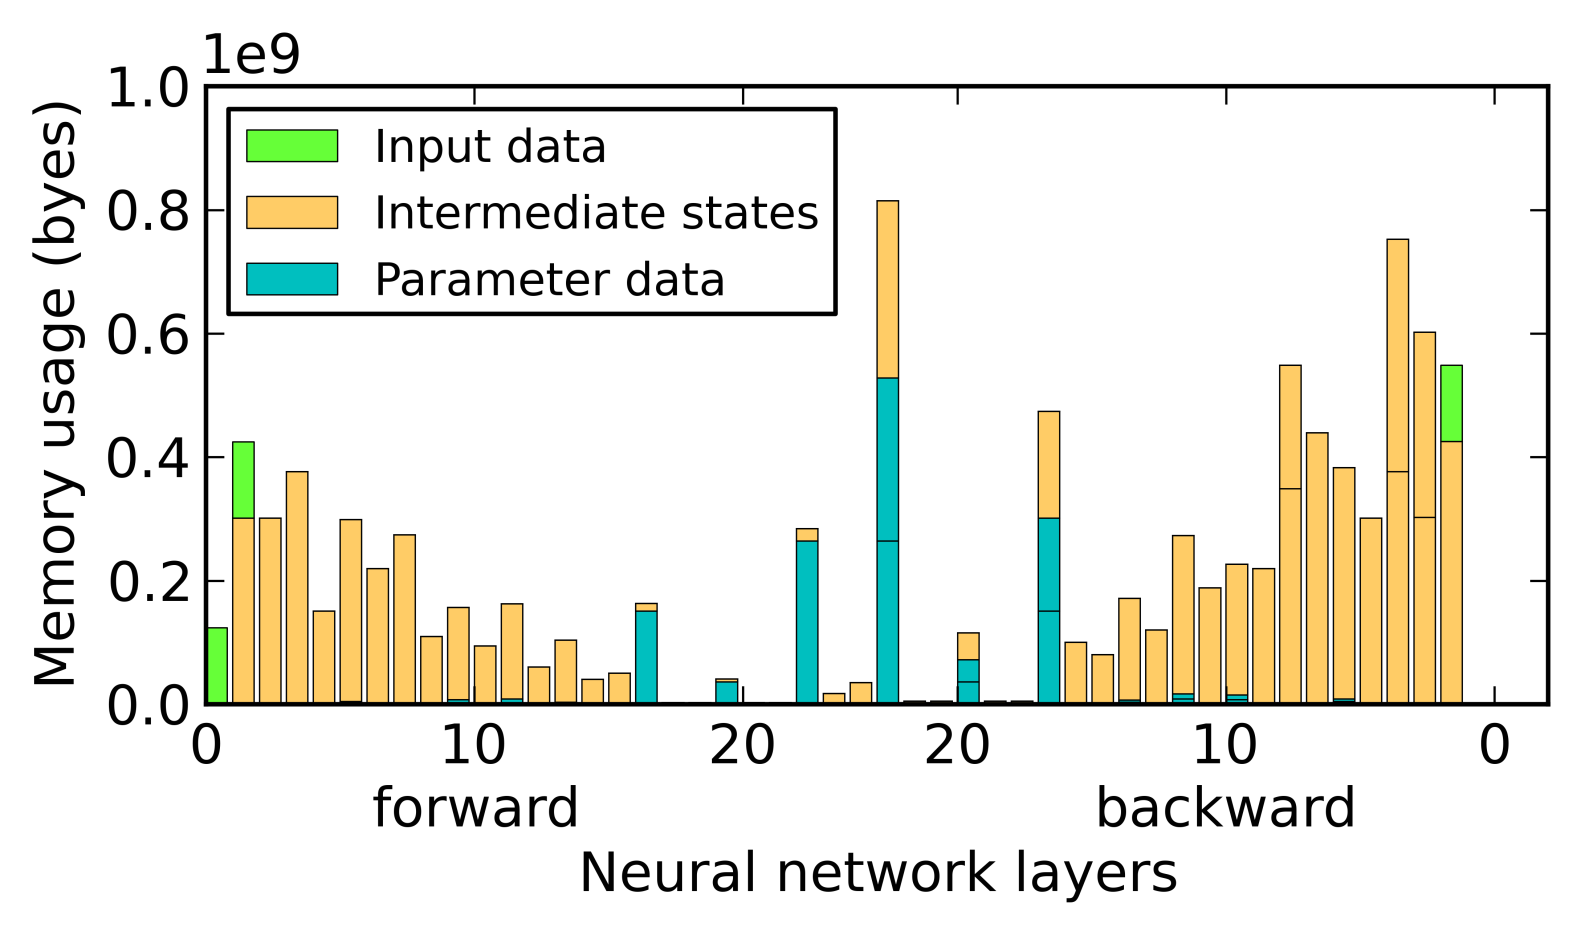 1e9
1.0
0.8
0.6
0.4
0.2
0.0
Memory usage (byes)
Input data
Intermediate states
Parameter data
0 10 20 20 10 0
forward backward
Neural network layers